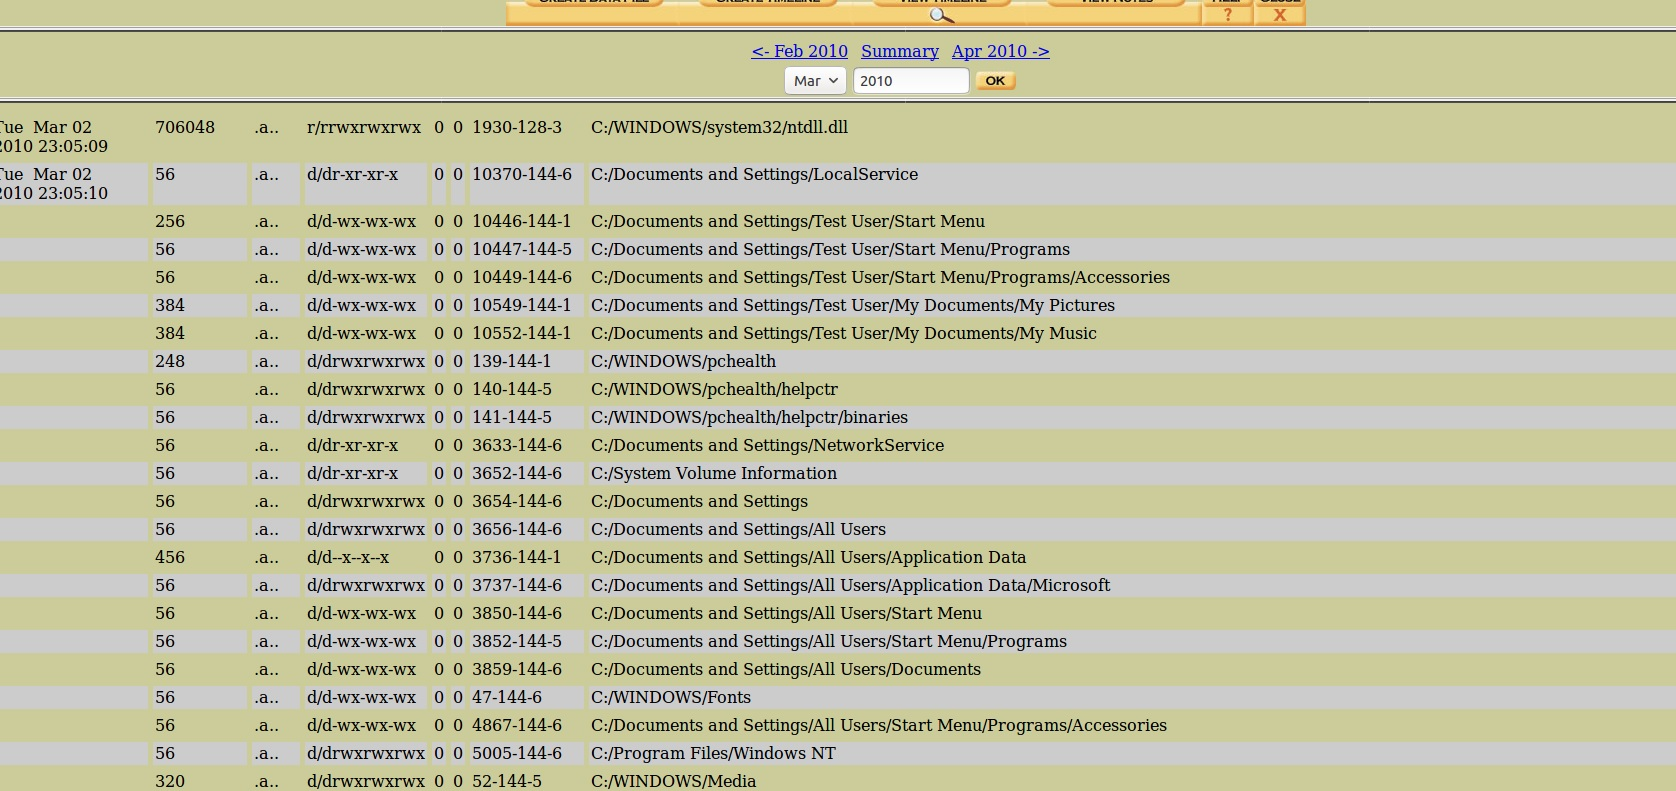 CREATE DATA FILE CREATE TIMELINE VIEW TIMELINE VIEW NOTES HELP CLOSE
? X
<- Feb 2010 Summary Apr 2010 ->
Mar 2010 OK
Tue Mar 02 706048 .a.. r/rrwxrwxrwx 0 0 1930-128-3 C:/WINDOWS/system32/ntdll.dll
2010 23:05:09
Tue Mar 02 56 .a.. d/dr-xr-xr-x 0 0 10370-144-6 C:/Documents and Settings/LocalService
2010 23:05:10
256 .a.. d/d-wx-wx-wx 0 0 10446-144-1 C:/Documents and Settings/Test User/Start Menu
56 .a.. d/d-wx-wx-wx 0 0 10447-144-5 C:/Documents and Settings/Test User/Start Menu/Programs
56 .a.. d/d-wx-wx-wx 0 0 10449-144-6 C:/Documents and Settings/Test User/Start Menu/Programs/Accessories
384 .a.. d/d-wx-wx-wx 0 0 10549-144-1 C:/Documents and Settings/Test User/My Documents/My Pictures
384 .a.. d/d-wx-wx-wx 0 0 10552-144-1 C:/Documents and Settings/Test User/My Documents/My Music
248 .a.. d/drwxrwxrwx 0 0 139-144-1 C:/WINDOWS/pchealth
56 .a.. d/drwxrwxrwx 0 0 140-144-5 C:/WINDOWS/pchealth/helpctr
56 .a.. d/drwxrwxrwx 0 0 141-144-5 C:/WINDOWS/pchealth/helpctr/binaries
56 .a.. d/dr-xr-xr-x 0 0 3633-144-6 C:/Documents and Settings/NetworkService
56 .a.. d/dr-xr-xr-x 0 0 3652-144-6 C:/System Volume Information
56 .a.. d/drwxrwxrwx 0 0 3654-144-6 C:/Documents and Settings
56 .a.. d/drwxrwxrwx 0 0 3656-144-6 C:/Documents and Settings/All Users
456 .a.. d/d--x--x--x 0 0 3736-144-1 C:/Documents and Settings/All Users/Application Data
56 .a.. d/drwxrwxrwx 0 0 3737-144-6 C:/Documents and Settings/All Users/Application Data/Microsoft
56 .a.. d/d-wx-wx-wx 0 0 3850-144-6 C:/Documents and Settings/All Users/Start Menu
56 .a.. d/d-wx-wx-wx 0 0 3852-144-5 C:/Documents and Settings/All Users/Start Menu/Programs
56 .a.. d/d-wx-wx-wx 0 0 3859-144-6 C:/Documents and Settings/All Users/Documents
56 .a.. d/d-wx-wx-wx 0 0 47-144-6 C:/WINDOWS/Fonts
56 .a.. d/d-wx-wx-wx 0 0 4867-144-6 C:/Documents and Settings/All Users/Start Menu/Programs/Accessories
56 .a.. d/drwxrwxrwx 0 0 5005-144-6 C:/Program Files/Windows NT
320 .a.. d/drwxrwxrwx 0 0 52-144-5 C:/WINDOWS/Media